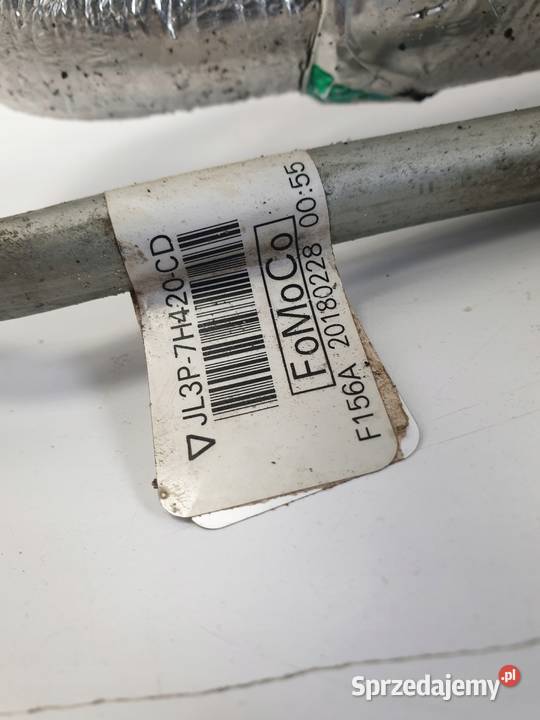 ▽ JL3P-7H420-CD
FoMoCo
F156A 20180228 00:55
Sprzedajemy.pl